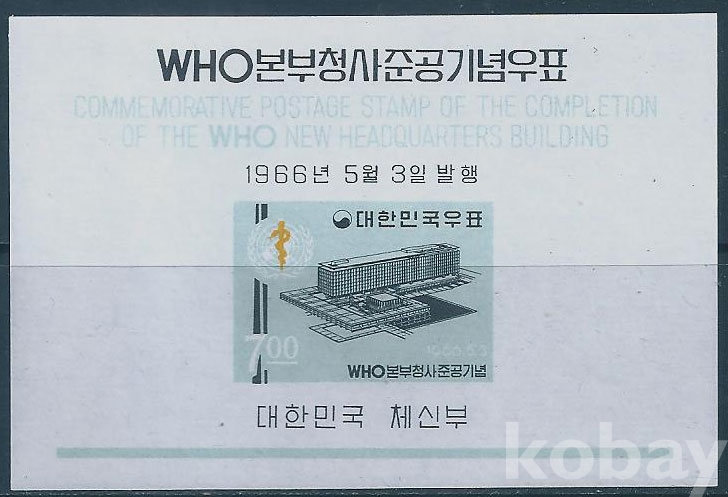 WHO본부청사준공기념우표
COMMEMORATIVE POSTAGE STAMP OF THE COMPLETION
OF THE WHO NEW HEADQUARTERS BUILDING
1966년 5월 3일 발행
대한민국우표
7.00
1966.5.3
WHO본부청사준공기념
대한민국 체신부
kobay